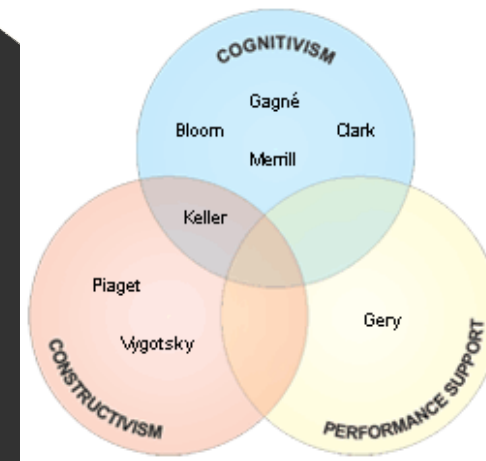 COGNITIVISM
Gagné
Bloom
Clark
Merrill
Keller
Piaget
Vygotsky
Gery
CONSTRUCTIVISM
PERFORMANCE SUPPORT